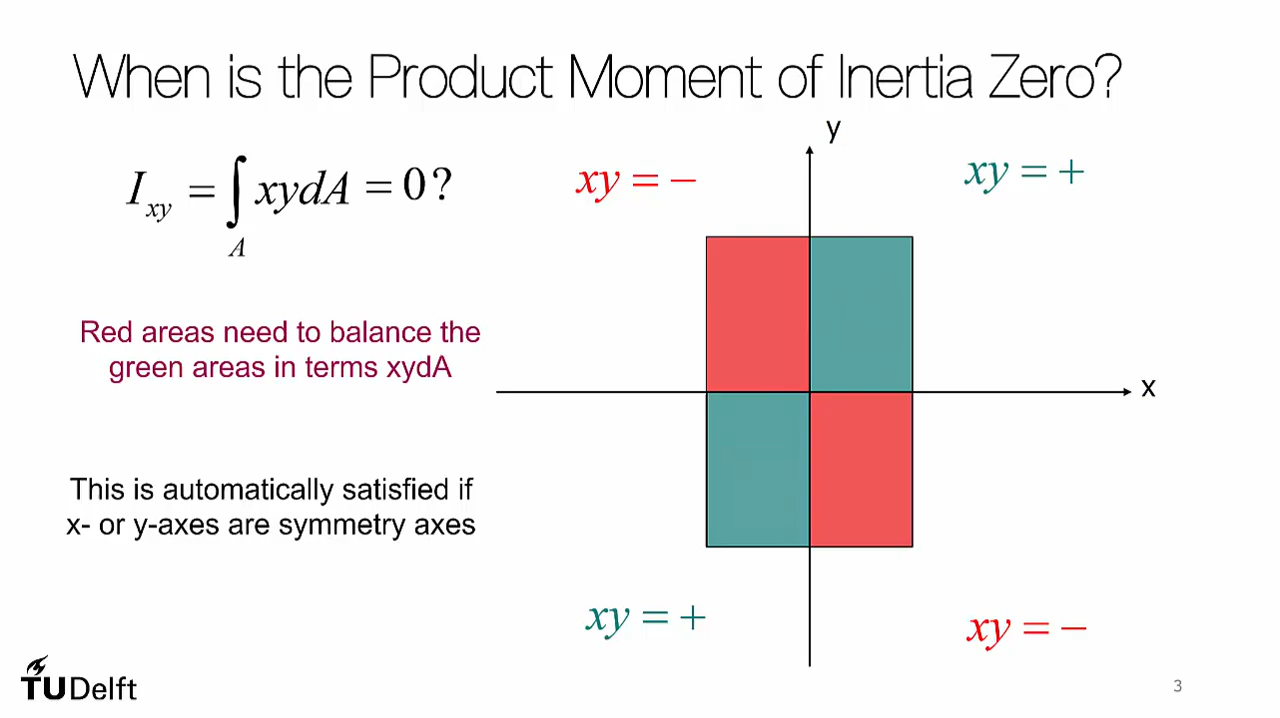 When is the Product Moment of Inertia Zero?
I_xy = ∫_A xydA = 0?
y
xy = −
xy = +
Red areas need to balance the
green areas in terms xydA
x
This is automatically satisfied if
x- or y-axes are symmetry axes
xy = +
xy = −
TUDelft
3